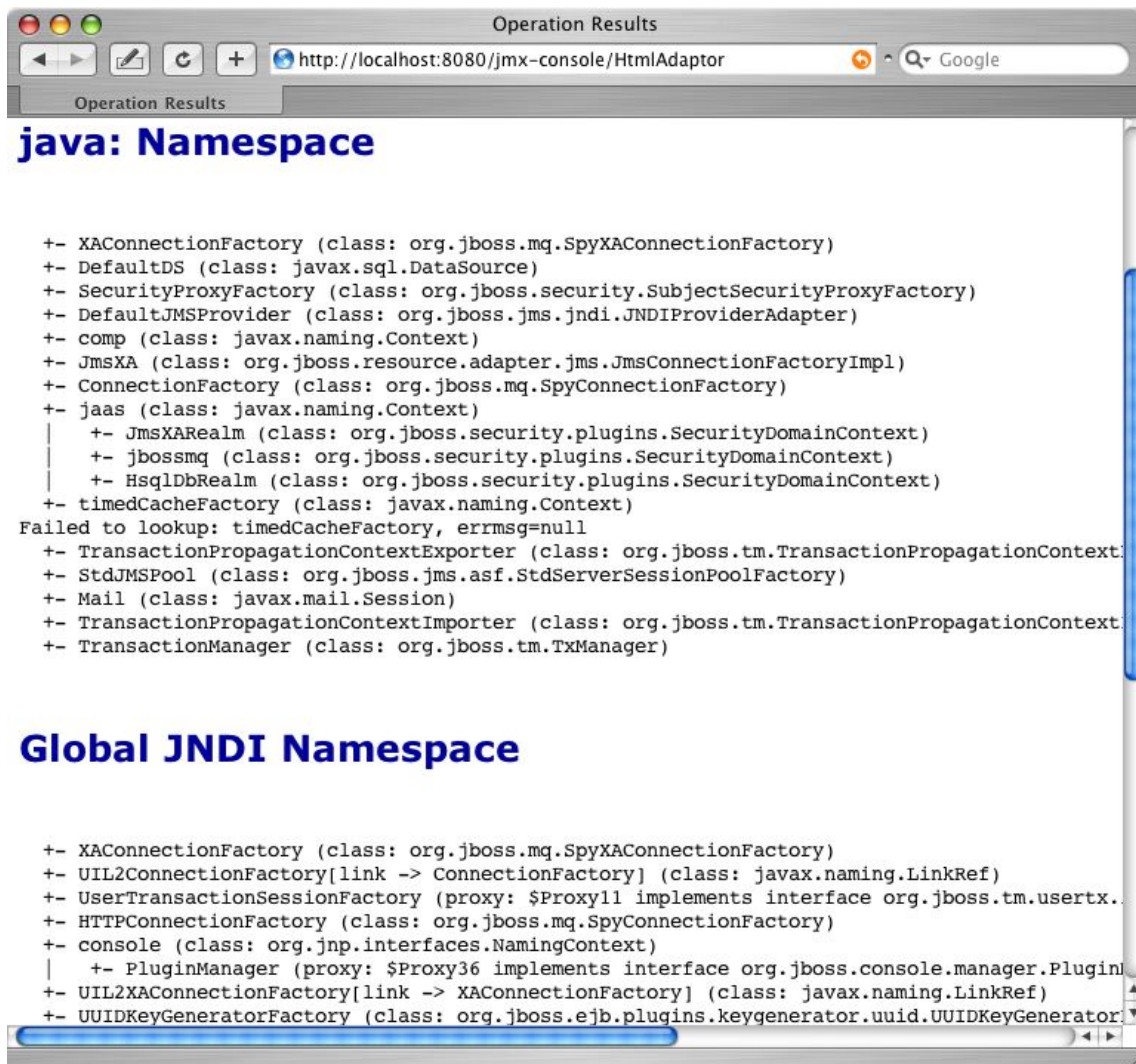 Operation Results
http://localhost:8080/jmx-console/HtmlAdaptor
Google
Operation Results
java: Namespace
+- XAConnectionFactory (class: org.jboss.mq.SpyXAConnectionFactory)
+- DefaultDS (class: javax.sql.DataSource)
+- SecurityProxyFactory (class: org.jboss.security.SubjectSecurityProxyFactory)
+- DefaultJMSProvider (class: org.jboss.jms.jndi.JNDIProviderAdapter)
+- comp (class: javax.naming.Context)
+- JmsXA (class: org.jboss.resource.adapter.jms.JmsConnectionFactoryImpl)
+- ConnectionFactory (class: org.jboss.mq.SpyConnectionFactory)
+- jaas (class: javax.naming.Context)
|   +- JmsXARealm (class: org.jboss.security.plugins.SecurityDomainContext)
|   +- jbossmq (class: org.jboss.security.plugins.SecurityDomainContext)
|   +- HsqlDbRealm (class: org.jboss.security.plugins.SecurityDomainContext)
+- timedCacheFactory (class: javax.naming.Context)
Failed to lookup: timedCacheFactory, errmsg=null
+- TransactionPropagationContextExporter (class: org.jboss.tm.TransactionPropagationContext
+- StdJMSPool (class: org.jboss.jms.asf.StdServerSessionPoolFactory)
+- Mail (class: javax.mail.Session)
+- TransactionPropagationContextImporter (class: org.jboss.tm.TransactionPropagationContext
+- TransactionManager (class: org.jboss.tm.TxManager)
Global JNDI Namespace
+- XAConnectionFactory (class: org.jboss.mq.SpyXAConnectionFactory)
+- UIL2ConnectionFactory[link -> ConnectionFactory] (class: javax.naming.LinkRef)
+- UserTransactionSessionFactory (proxy: $Proxy11 implements interface org.jboss.tm.usertx.
+- HTTPConnectionFactory (class: org.jboss.mq.SpyConnectionFactory)
+- console (class: org.jnp.interfaces.NamingContext)
|   +- PluginManager (proxy: $Proxy36 implements interface org.jboss.console.manager.Plugin
+- UIL2XAConnectionFactory[link -> XAConnectionFactory] (class: javax.naming.LinkRef)
+- UUIDKeyGeneratorFactory (class: org.jboss.ejb.plugins.keygenerator.uuid.UUIDKeyGenerator